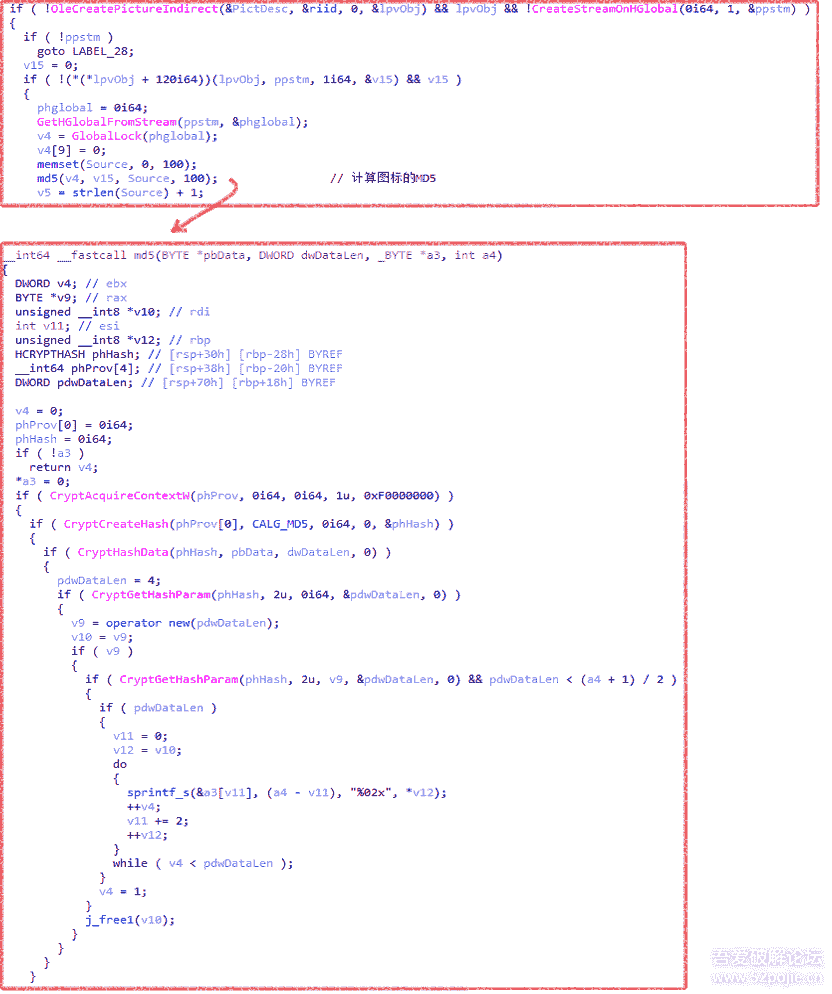 if ( !OleCreatePictureIndirect(&PictDesc, &riid, 0, &lpvObj) && lpvObj && !CreateStreamOnHGlobal(0i64, 1, &ppstm) )
{
if ( !ppstm )
goto LABEL_28;
v15 = 0;
if ( !(*(*lpvObj + 120i64))(lpvObj, ppstm, 1i64, &v15) && v15 )
{
phglobal = 0i64;
GetHGlobalFromStream(ppstm, &phglobal);
v4 = GlobalLock(phglobal);
v4[9] = 0;
memset(Source, 0, 100);
md5(v4, v15, Source, 100); // 计算图标的MD5
v5 = strlen(Source) + 1;
__int64 __fastcall md5(BYTE *pbData, DWORD dwDataLen, _BYTE *a3, int a4)
{
DWORD v4; // ebx
BYTE *v9; // rax
unsigned __int8 *v10; // rdi
int v11; // esi
unsigned __int8 *v12; // rbp
HCRYPTHASH phHash; // [rsp+30h] [rbp-28h] BYREF
__int64 phProv[4]; // [rsp+38h] [rbp-20h] BYREF
DWORD pdwDataLen; // [rsp+70h] [rbp+18h] BYREF
v4 = 0;
phProv[0] = 0i64;
phHash = 0i64;
if ( !a3 )
return v4;
*a3 = 0;
if ( CryptAcquireContextW(phProv, 0i64, 0i64, 1u, 0xF0000000) )
{
if ( CryptCreateHash(phProv[0], CALG_MD5, 0i64, 0, &phHash) )
{
if ( CryptHashData(phHash, pbData, dwDataLen, 0) )
{
pdwDataLen = 4;
if ( CryptGetHashParam(phHash, 2u, 0i64, &pdwDataLen, 0) )
{
v9 = operator new(pdwDataLen);
v10 = v9;
if ( v9 )
{
if ( CryptGetHashParam(phHash, 2u, v9, &pdwDataLen, 0) && pdwDataLen < (a4 + 1) / 2 )
{
if ( pdwDataLen )
{
v11 = 0;
v12 = v10;
do
{
sprintf_s(&a3[v11], (a4 - v11), "%02x", *v12);
++v4;
v11 += 2;
++v12;
}
while ( v4 < pdwDataLen );
}
v4 = 1;
}
j_free1(v10);
}
}
}
}
吾爱破解论坛
www.52pojie.cn